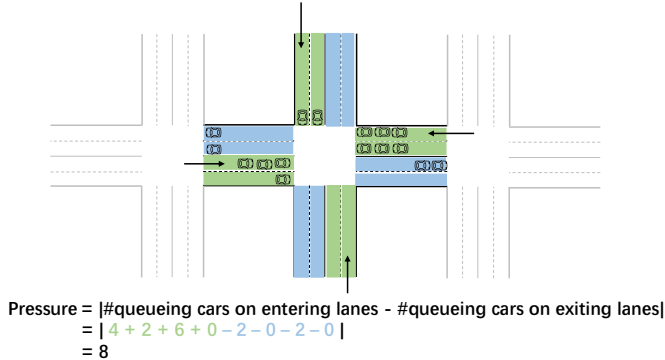 Pressure = |#queueing cars on entering lanes - #queueing cars on exiting lanes|
= | 4 + 2 + 6 + 0 – 2 – 0 – 2 – 0 |
= 8